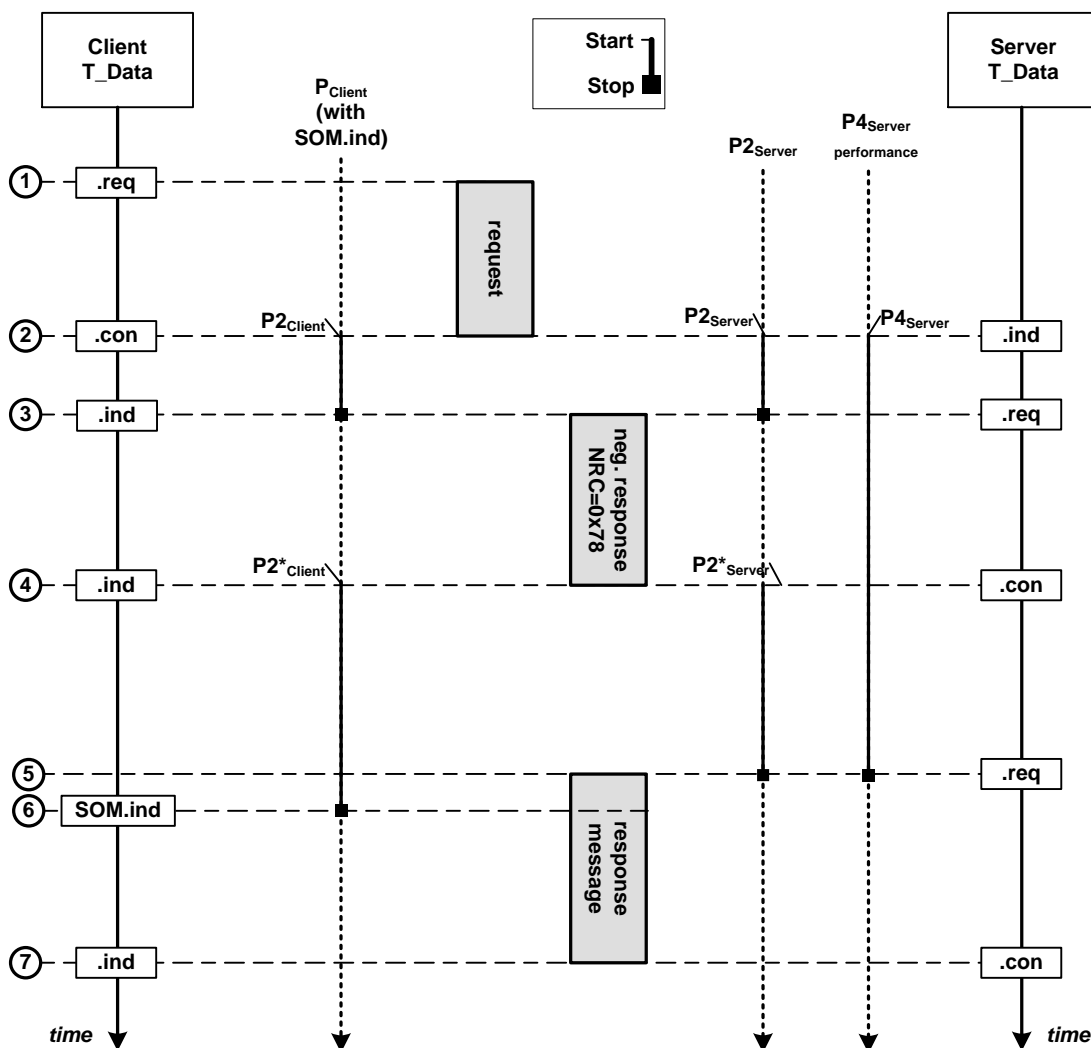 Client
T_Data
Start
Stop
Server
T_Data
PClient
(with
SOM.ind)
P2Server
P4Server
performance
1
.req
request
2
.con
P2Client
P2Server
P4Server
.ind
3
.ind
.req
neg. response
NRC=0x78
4
.ind
P2*Client
P2*Server
.con
5
.req
6
SOM.ind
response
message
7
.ind
.con
time
time